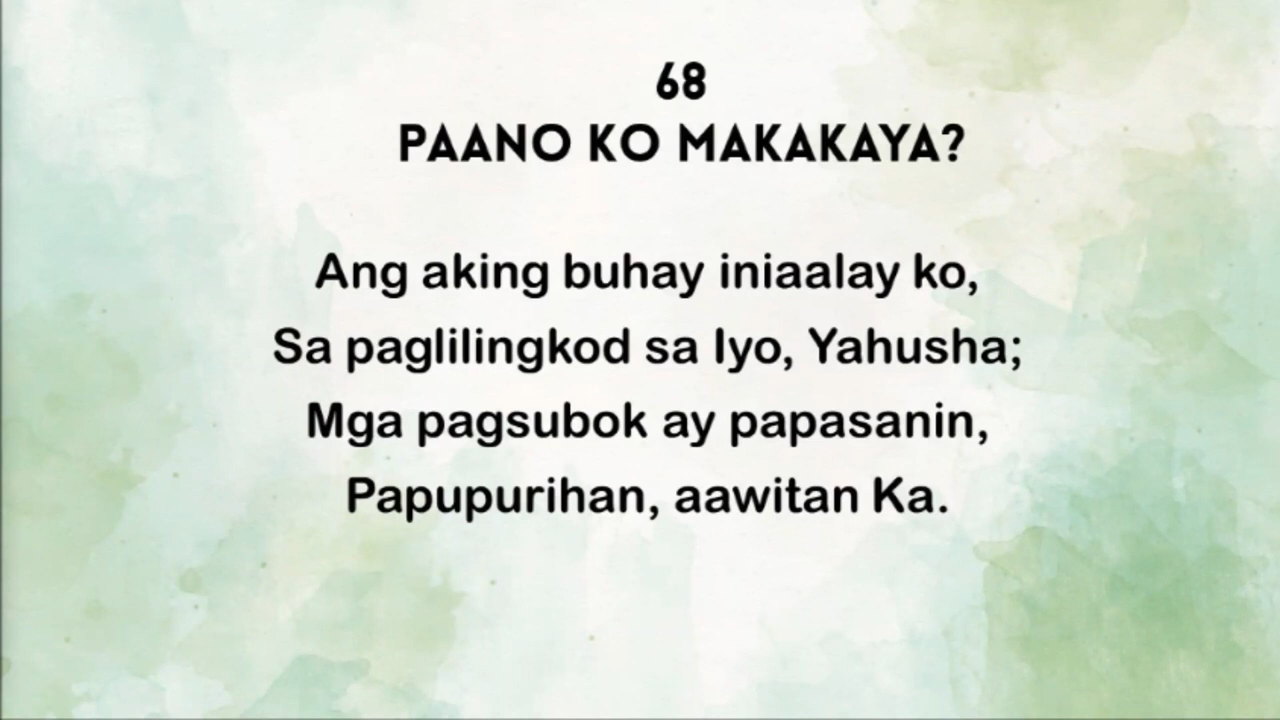 68
PAANO KO MAKAKAYA?
Ang aking buhay iniaalay ko,
Sa paglilingkod sa Iyo, Yahusha;
Mga pagsubok ay papasanin,
Papupurihan, aawitan Ka.